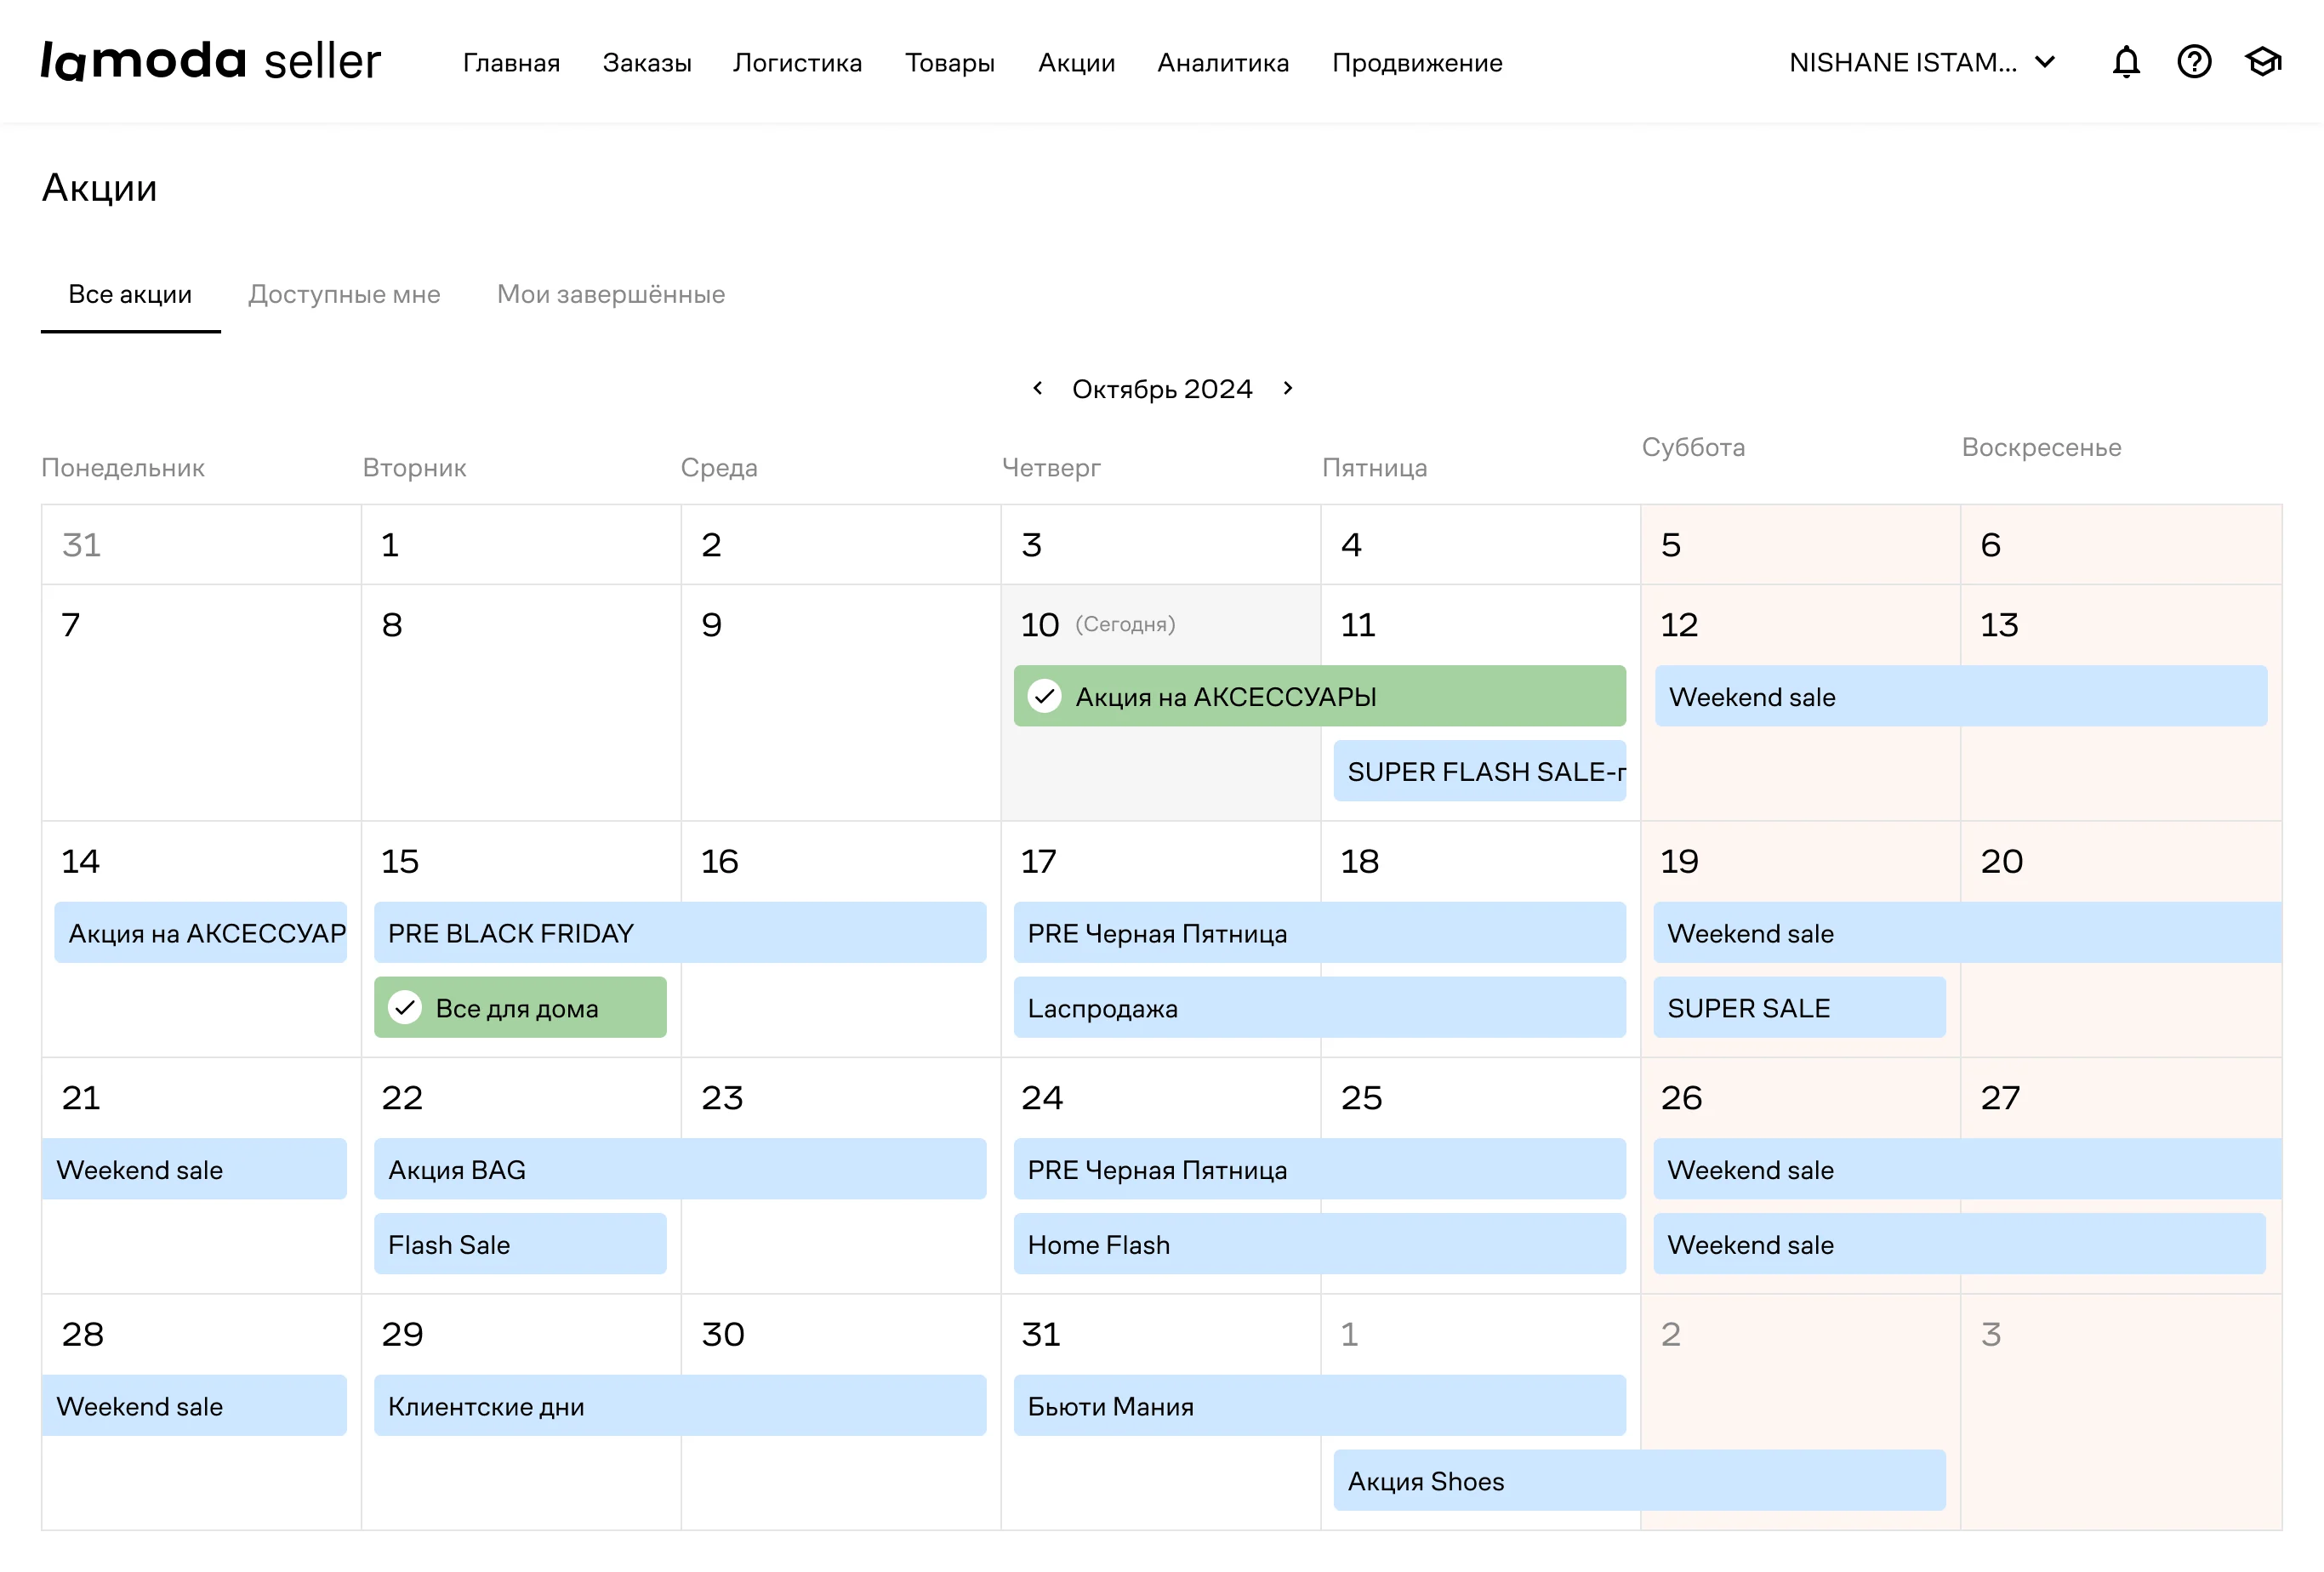 lamoda seller
Главная Заказы Логистика Товары Акции Аналитика Продвижение NISHANE ISTAM...
Акции
Все акции Доступные мне Мои завершённые
Октябрь 2024
Понедельник Вторник Среда Четверг Пятница Суббота Воскресенье
31 1 2 3 4 5 6
7 8 9 10 (Сегодня) 11 12 13
Акция на АКСЕССУАРЫ Weekend sale
SUPER FLASH SALE-
14 15 16 17 18 19 20
Акция на АКСЕССУАР PRE BLACK FRIDAY PRE Черная Пятница Weekend sale
Все для дома Laспродажа SUPER SALE
21 22 23 24 25 26 27
Weekend sale Акция BAG PRE Черная Пятница Weekend sale
Flash Sale Home Flash Weekend sale
28 29 30 31 1 2 3
Weekend sale Клиентские дни Бьюти Мания
Акция Shoes